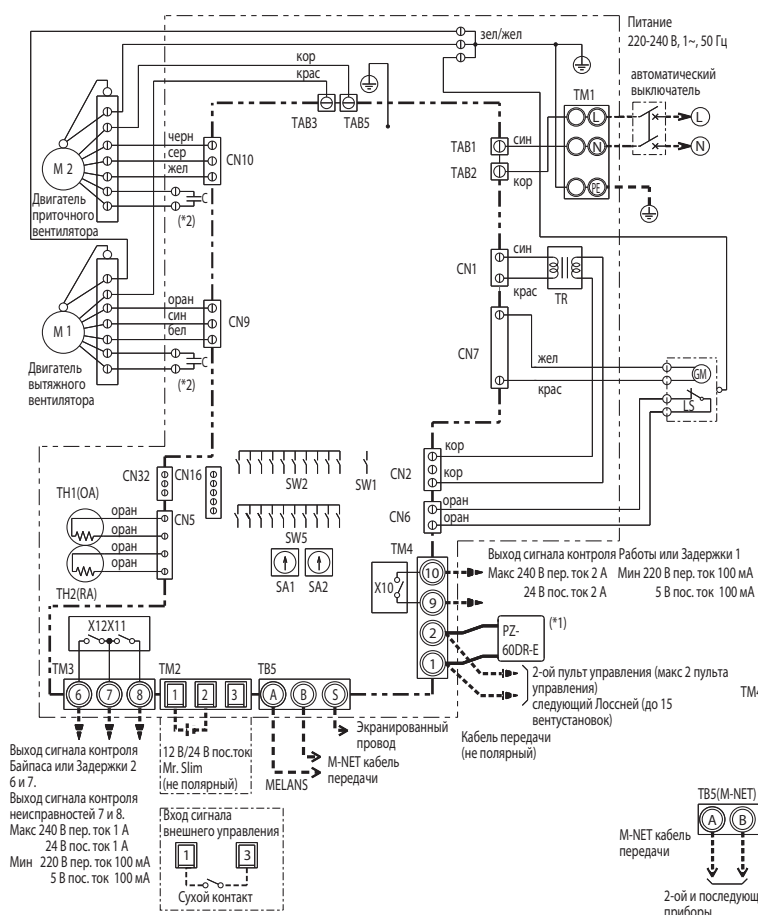 Питание
220-240 В, 1~, 50 Гц
зел/жел
кор
крас
TAB3
TAB5
автоматический
выключатель
TM1
L
L
N
N
PE
TAB1
син
TAB2
кор
черн
сер
жел
CN10
C
(*2)
M 2
Двигатель
приточного
вентилятора
CN1
син
крас
TR
оран
син
бел
CN9
C
(*2)
M 1
Двигатель
вытяжного
вентилятора
CN7
жел
крас
GM
LS
CN2
кор
кор
CN6
оран
оран
CN32
CN16
SW2
SW1
TH1(OA)
оран
оран
оран
оран
CN5
SW5
TH2(RA)
SA1
SA2
TM4
X10
10
9
2
1
Выход сигнала контроля Работы или Задержки 1
Макс 240 В пер. ток 2 А Мин 220 В пер. ток 100 мА
24 В пос. ток 2 А 5 В пос. ток 100 мА
PZ-
60DR-E
(*1)
2-ой пульт управления (макс 2 пульта
управления)
следующий Лоссней (до 15
вентустановок)
TM4
Кабель передачи
(не полярный)
X12X11
TM3
6
7
8
TM2
1
2
3
TB5
A
B
S
Экранированный
провод
M-NET кабель
передачи
MELANS
12 В/24 В пос.ток
Mr. Slim
(не полярный)
Выход сигнала контроля
Байпаса или Задержки 2
6 и 7.
Выход сигнала контроля
неисправностей 7 и 8.
Макс 240 В пер. ток 1 А
24 В пос. ток 1 А
Мин 220 В пер. ток 100 мА
5 В пос. ток 100 мА
Вход сигнала
внешнего управления
1
3
Сухой контакт
TB5(M-NET)
A
B
M-NET кабель
передачи
2-ой и последующ
приборы